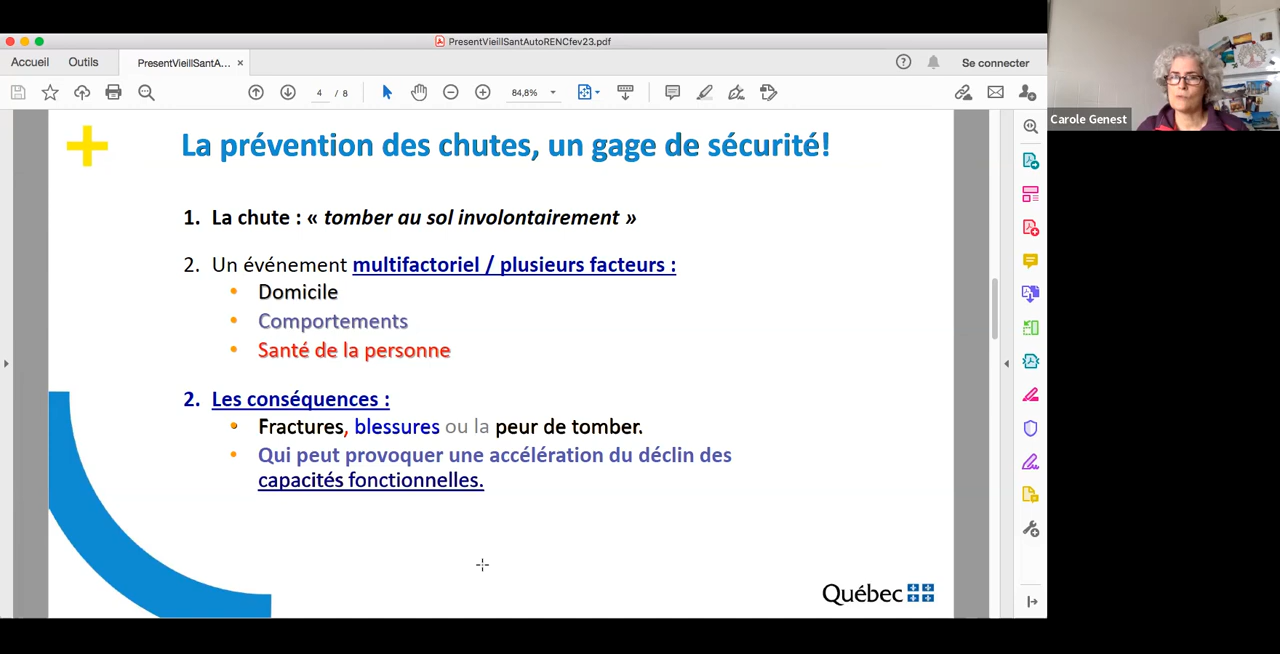 PresentVieillSantAutoRENCfev23.pdf
Accueil
Outils
PresentVieillSantA... ×
Se connecter
4 / 8
84,8%
Carole Genest
La prévention des chutes, un gage de sécurité!
1. La chute : « tomber au sol involontairement »
2. Un événement multifactoriel / plusieurs facteurs :
• Domicile
• Comportements
• Santé de la personne
2. Les conséquences :
• Fractures, blessures ou la peur de tomber.
• Qui peut provoquer une accélération du déclin des
capacités fonctionnelles.
Québec